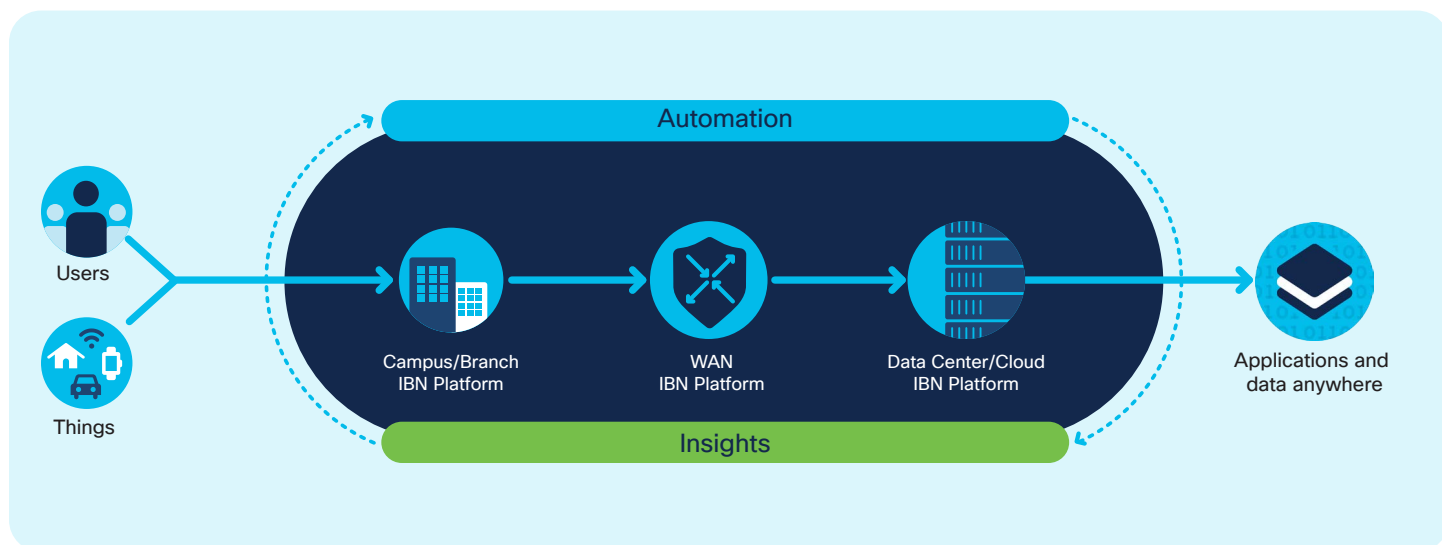 Automation
Users
Things
Campus/Branch
IBN Platform
WAN
IBN Platform
Data Center/Cloud
IBN Platform
Applications and
data anywhere
Insights